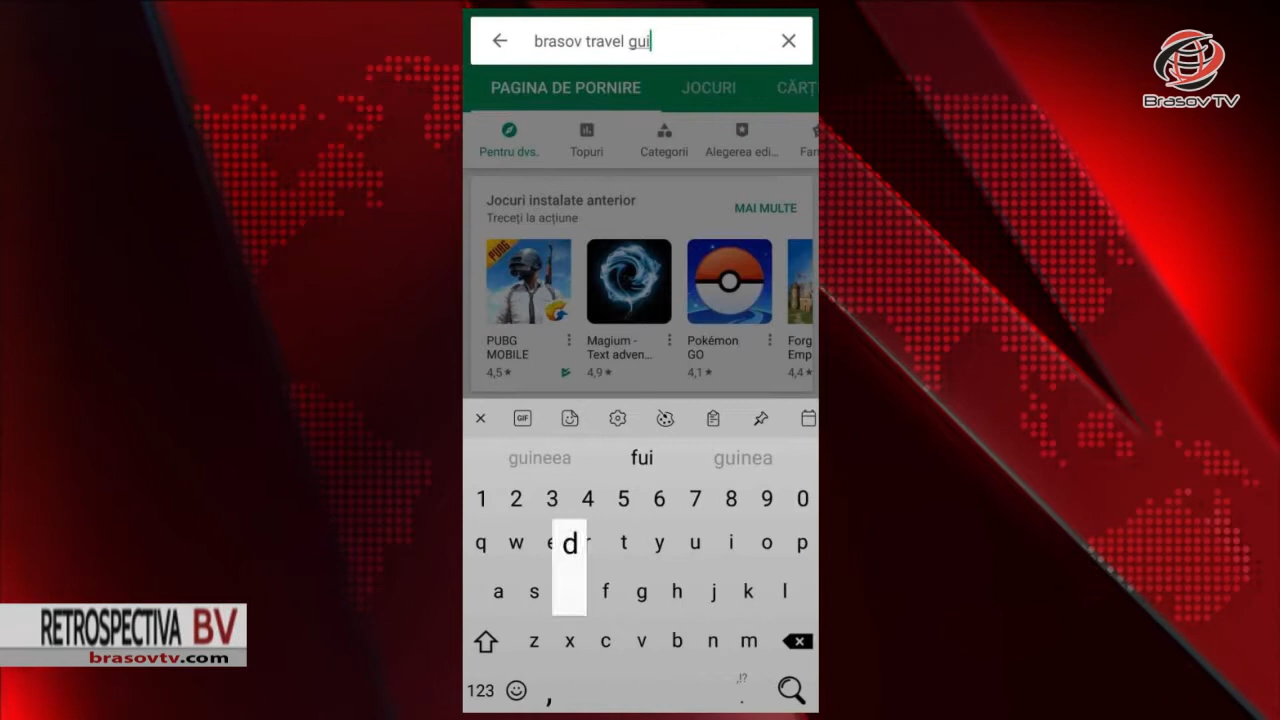 brasov travel gui
PAGINA DE PORNIRE JOCURI CĂRȚ
Pentru dvs. Topuri Categorii Alegerea edi... Fan
Jocuri instalate anterior
Treceți la acțiune
MAI MULTE
PUBG
PUBG MOBILE
4,5★
Magium - Text adven...
4,9★
Pokémon GO
4,1★
Forg Emp
4,4★
GIF
guineea fui guinea
1 2 3 4 5 6 7 8 9 0
q w e r t y u i o p
d
a s f g h j k l
z x c v b n m
,!?
123 , .
Brasov TV
RETROSPECTIVA BV
brasovtv.com